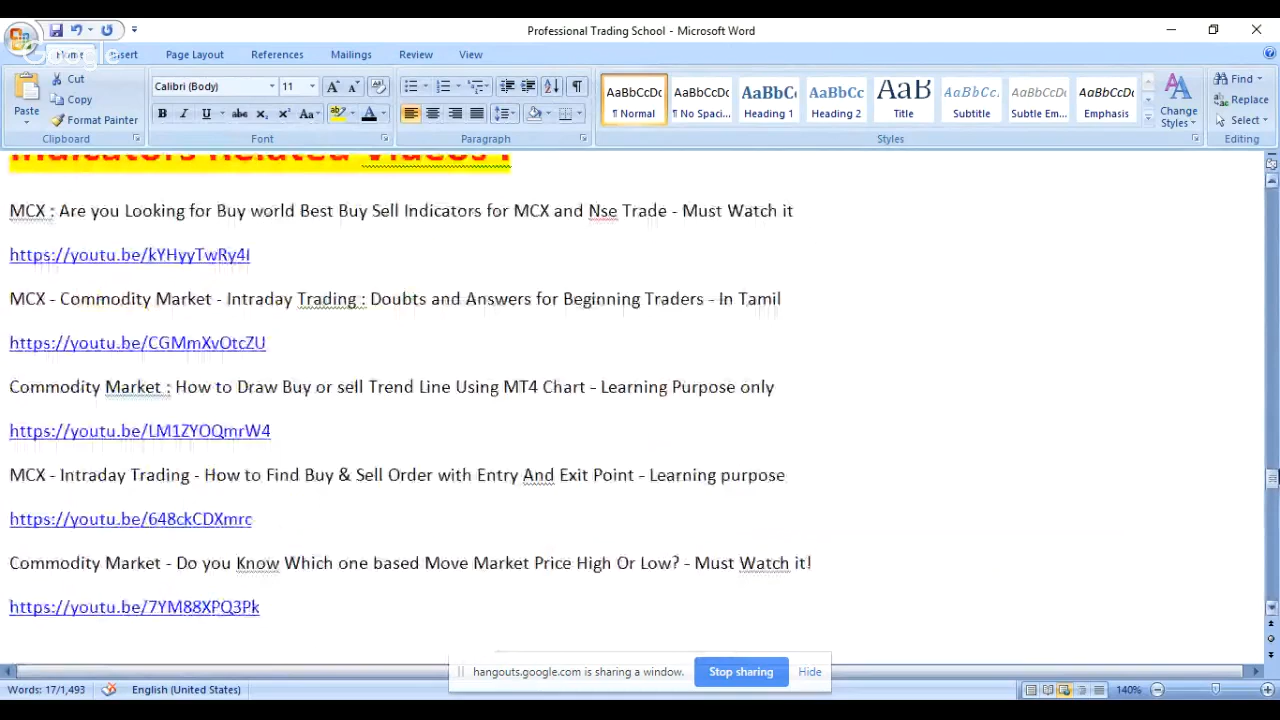 Professional Trading School - Microsoft Word
Google
Home Insert Page Layout References Mailings Review View
Paste
Cut
Copy
Format Painter
Clipboard
Calibri (Body) 11
Font
Paragraph
AaBbCcDc AaBbCcDc AaBbC AaBbCc AaB AaBbCc. AaBbCcDc AaBbCcDc
¶ Normal ¶ No Spaci... Heading 1 Heading 2 Title Subtitle Subtle Em... Emphasis
Change Styles
Styles
Find
Replace
Select
Editing
Indicators Related Videos :
MCX : Are you Looking for Buy world Best Buy Sell Indicators for MCX and Nse Trade - Must Watch it
https://youtu.be/kYHyyTwRy4I
MCX - Commodity Market - Intraday Trading : Doubts and Answers for Beginning Traders - In Tamil
https://youtu.be/CGMmXvOtcZU
Commodity Market : How to Draw Buy or sell Trend Line Using MT4 Chart - Learning Purpose only
https://youtu.be/LM1ZYOQmrW4
MCX - Intraday Trading - How to Find Buy & Sell Order with Entry And Exit Point - Learning purpose
https://youtu.be/648ckCDXmrc
Commodity Market - Do you Know Which one based Move Market Price High Or Low? - Must Watch it!
https://youtu.be/7YM88XPQ3Pk
hangouts.google.com is sharing a window. Stop sharing Hide
Words: 17/1,493 English (United States) 140%